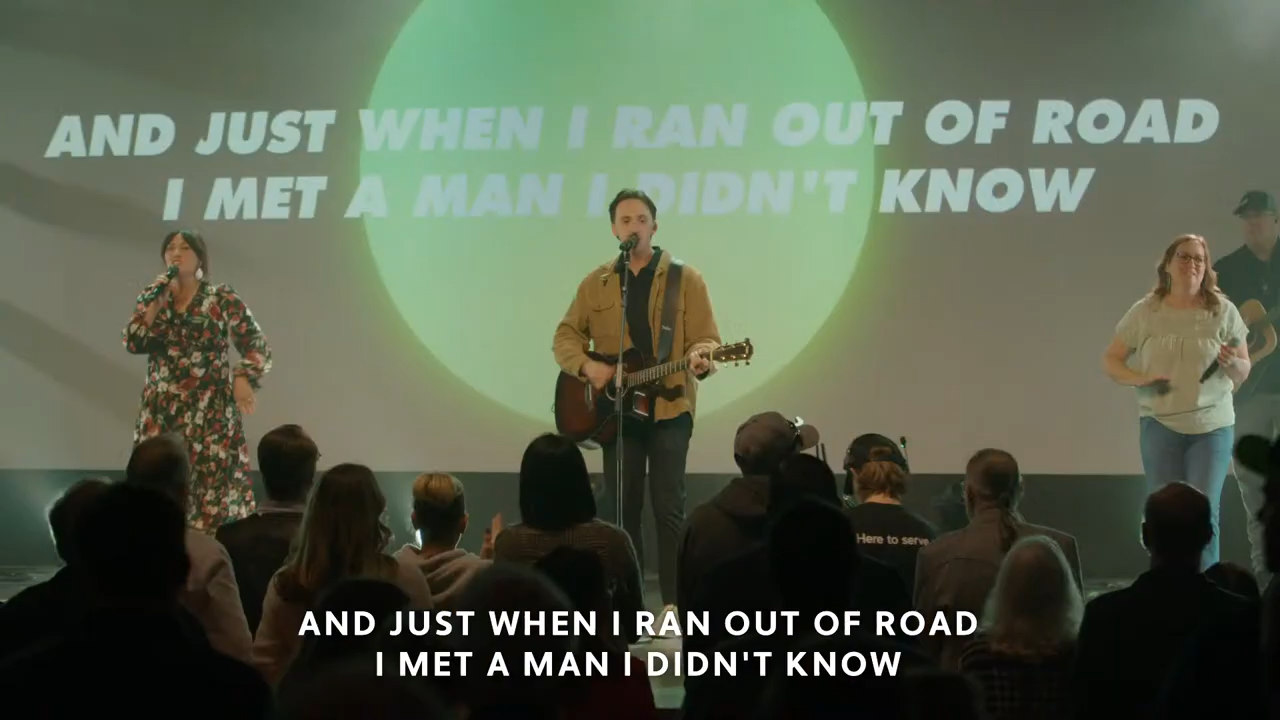 AND JUST WHEN I RAN OUT OF ROAD
I MET A MAN I DIDN'T KNOW
Here to serve
AND JUST WHEN I RAN OUT OF ROAD
I MET A MAN I DIDN'T KNOW